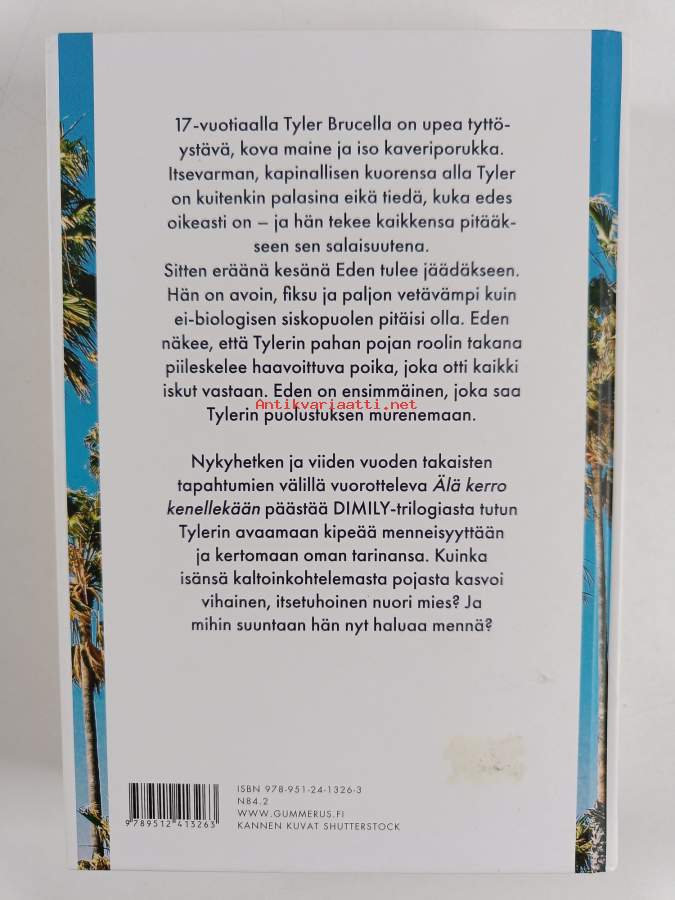 17-vuotiaalla Tyler Brucella on upea tyttö-
ystävä, kova maine ja iso kaveriporukka.
Itsevarman, kapinallisen kuorensa alla Tyler
on kuitenkin palasina eikä tiedä, kuka edes
oikeasti on – ja hän tekee kaikkensa pitääk-
seen sen salaisuutena.
Sitten eräänä kesänä Eden tulee jäädäkseen.
Hän on avoin, fiksu ja paljon vetävämpi kuin
ei-biologisen siskopuolen pitäisi olla. Eden
näkee, että Tylerin pahan pojan roolin takana
piileskelee haavoittuva poika, joka otti kaikki
iskut vastaan. Eden on ensimmäinen, joka saa
Antikvariaatti.net
Tylerin puolustuksen murenemaan.
Nykyhetken ja viiden vuoden takaisten
tapahtumien välillä vuorotteleva Älä kerro
kenellekään päästää DIMILY-trilogiasta tutun
Tylerin avaamaan kipeää menneisyyttään
ja kertomaan oman tarinansa. Kuinka
isänsä kaltoinkohtelemasta pojasta kasvoi
vihainen, itsetuhoinen nuori mies? Ja
mihin suuntaan hän nyt haluaa mennä?
ISBN 978-951-24-1326-3
N84.2
WWW.GUMMERUS.FI
KANNEN KUVAT SHUTTERSTOCK
9 789512 413263